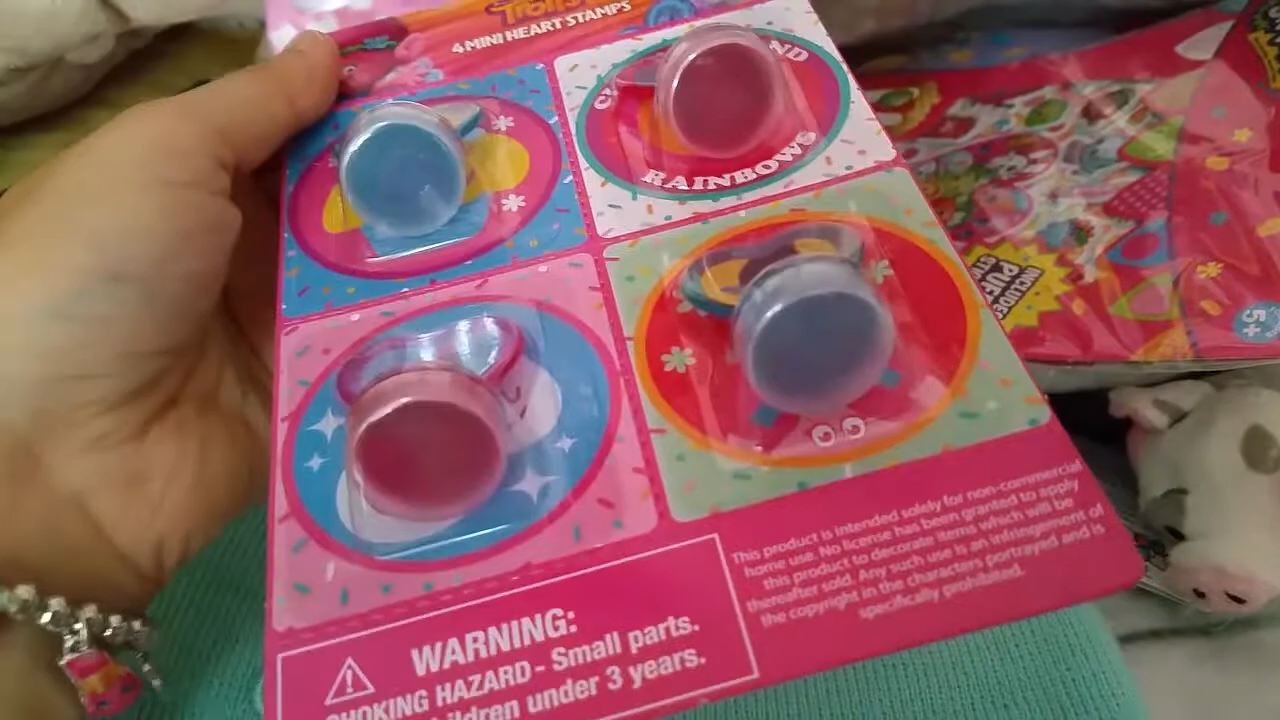 Trolls
4 MINI HEART STAMPS
AND
RAINBOWS
INCLUDES
PUFFY
5+
This product is intended solely for non-commercial
home use. No license has been granted to apply
this product to decorate items which will be
thereafter sold. Any such use is an infringement of
the copyright in the characters portrayed and is
specifically prohibited.
WARNING:
CHOKING HAZARD - Small parts.
children under 3 years.